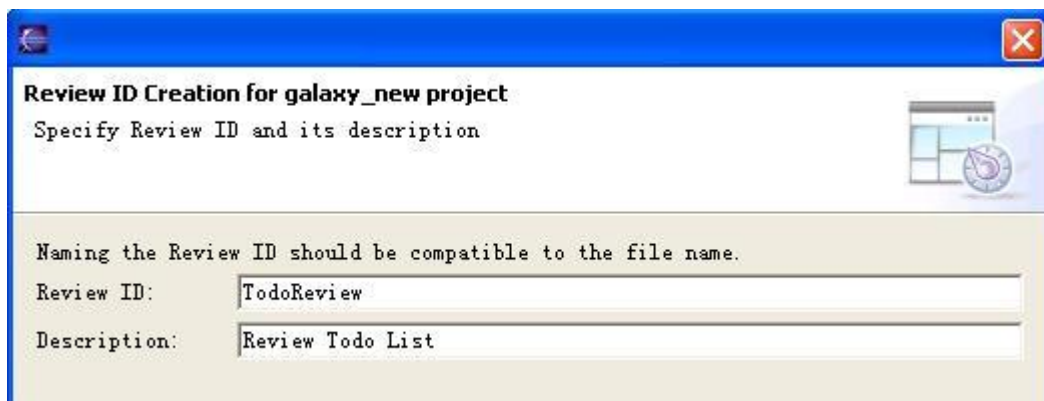 Review ID Creation for galaxy_new project
Specify Review ID and its description
Naming the Review ID should be compatible to the file name.
Review ID: TodoReview
Description: Review Todo List